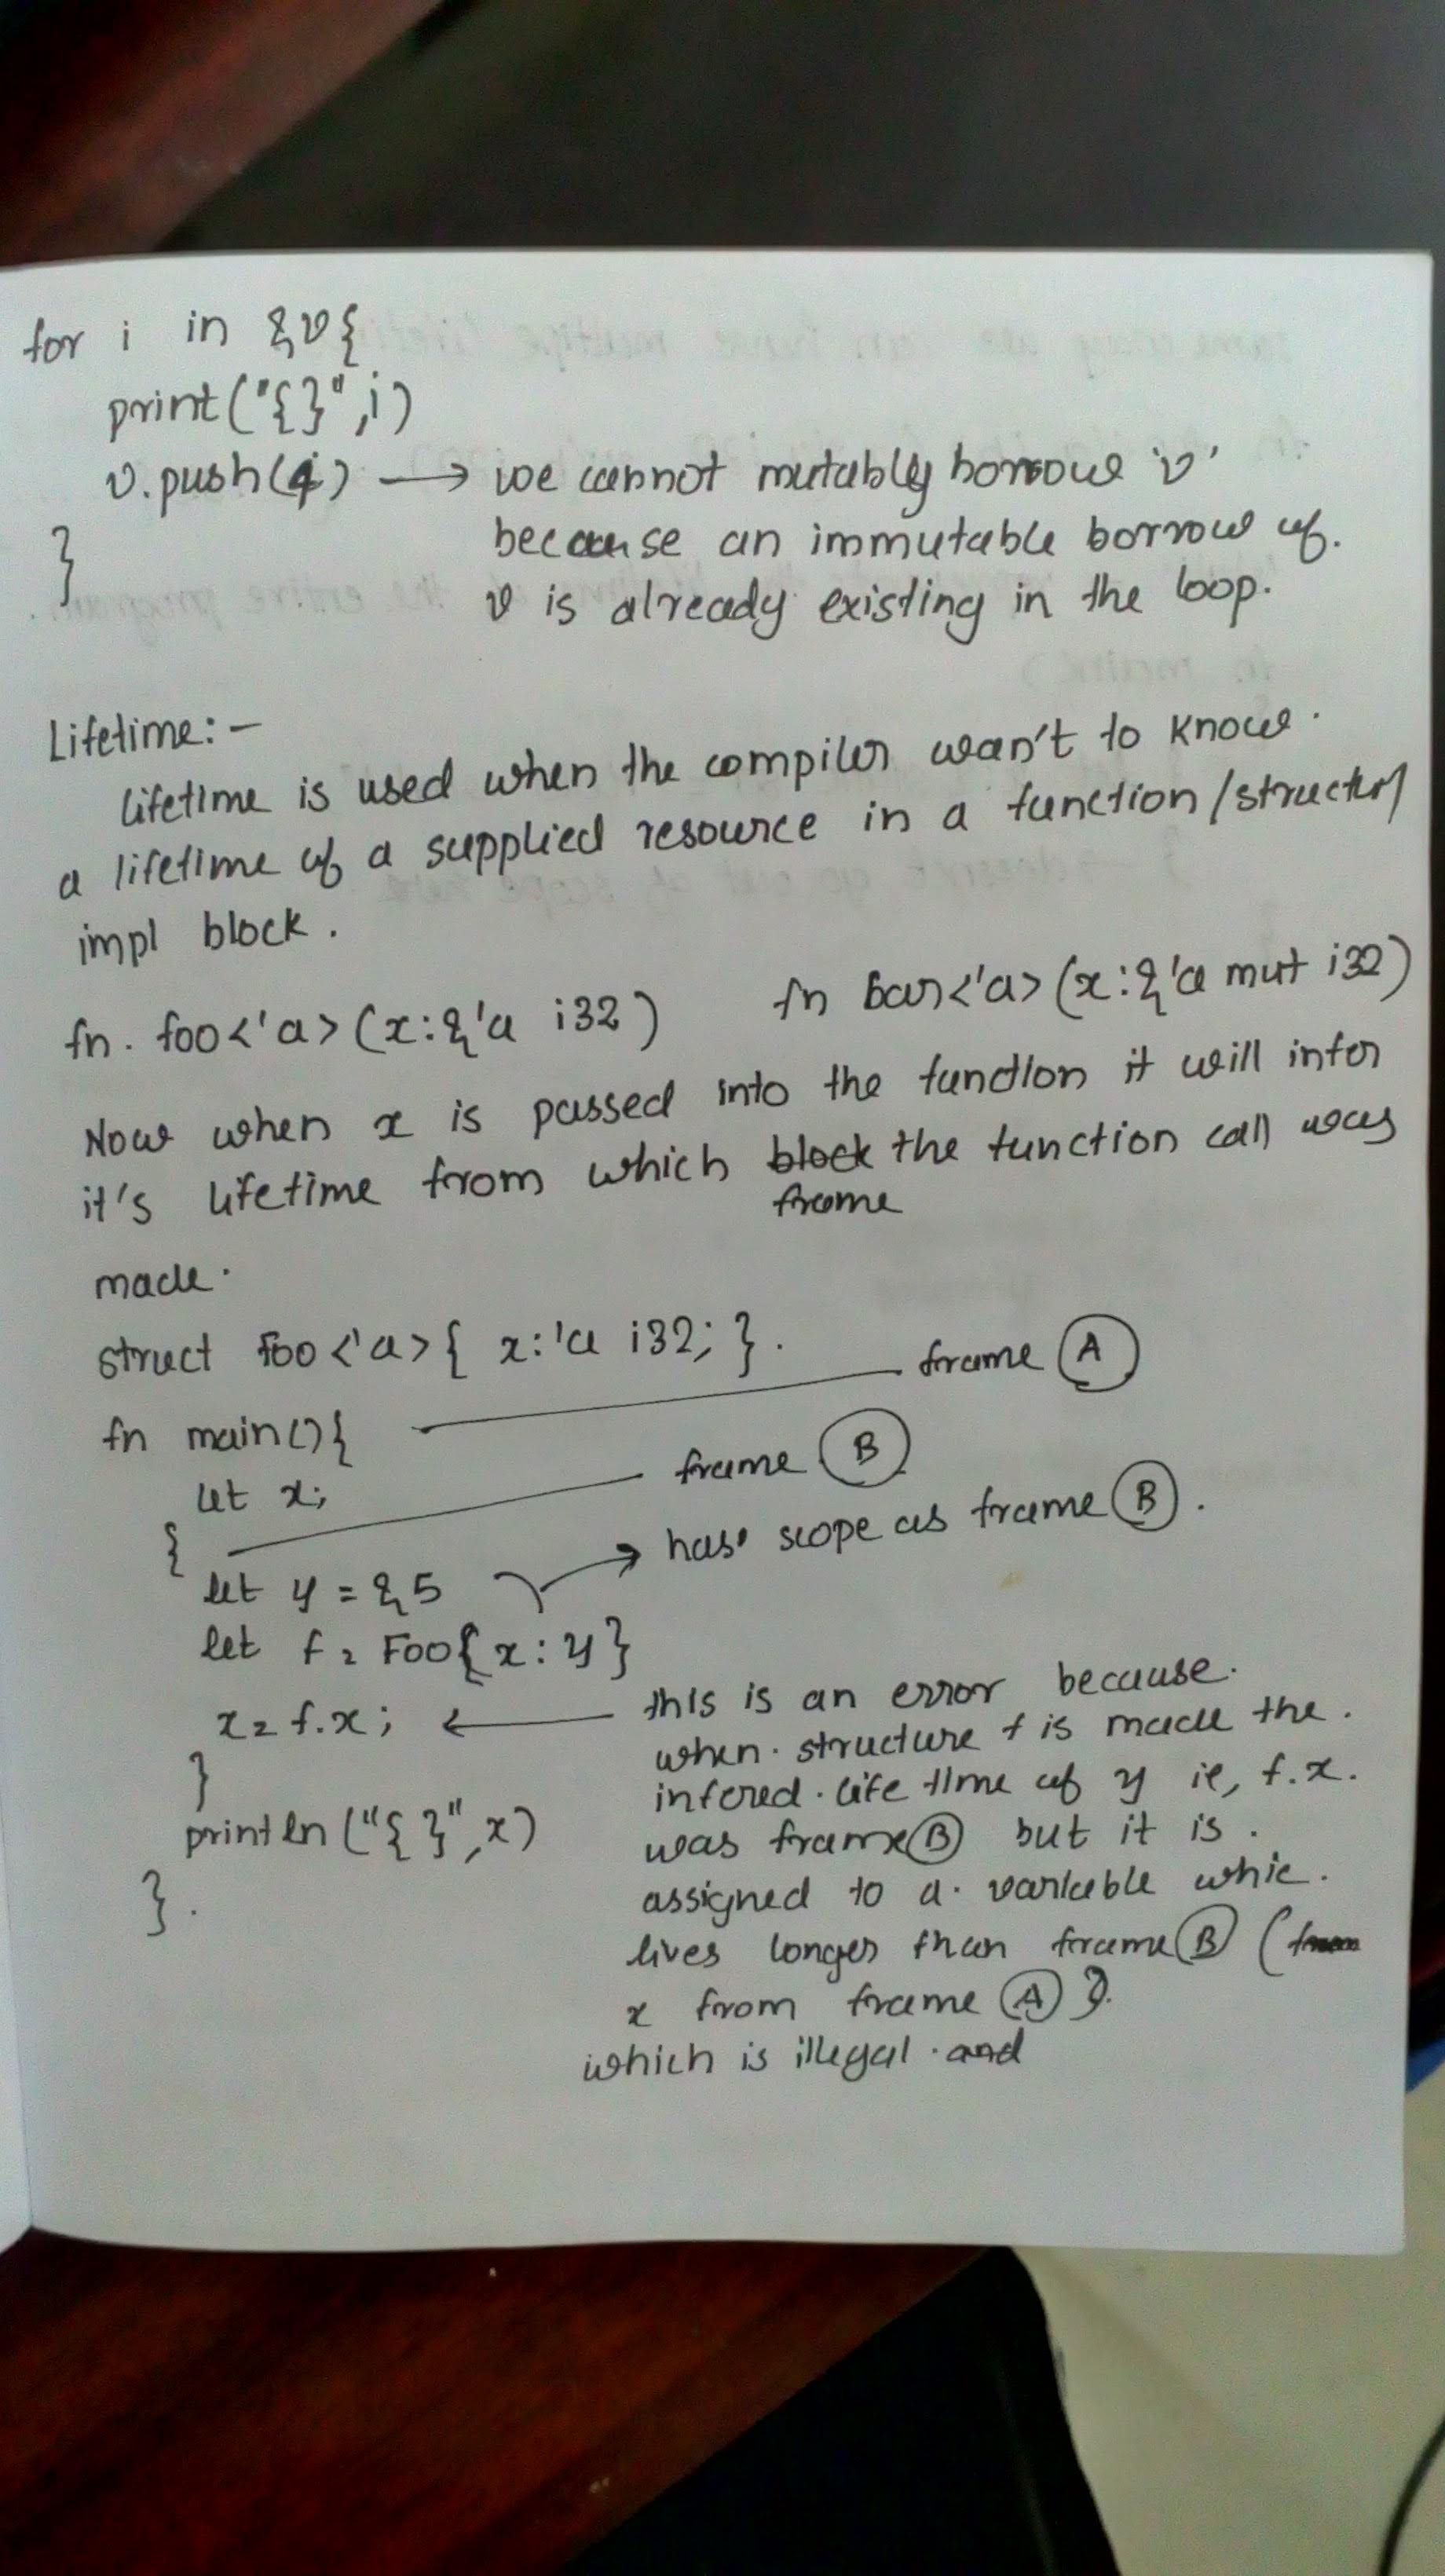 for i in &v{
print("{}",i)
v.push(4) → we cannot mutably borrow 'v'
because an immutable borrow of.
} v is already existing in the loop.
Lifetime:-
lifetime is used when the compiler wan't to know.
a lifetime of a supplied resource in a function/structur/
impl block.
fn. foo<'a>(x:&'a i32) fn bar<'a>(x:&'a mut i32)
Now when x is passed into the function it will infer
it's lifetime from which block the function call was
frame
made.
struct Foo<'a>{ x:'a i32; }.
frame A
fn main(){
frame B
let x;
{
has scope as frame B.
let y = &5
let f = Foo{x:y}
x = f.x; ← this is an error because.
when. structure f is made the.
} infered. life time of y ie, f.x.
println("{}",x) was frame B but it is.
}. assigned to a. variable whic.
lives longer than frame B (
x from frame A).
which is illegal. and